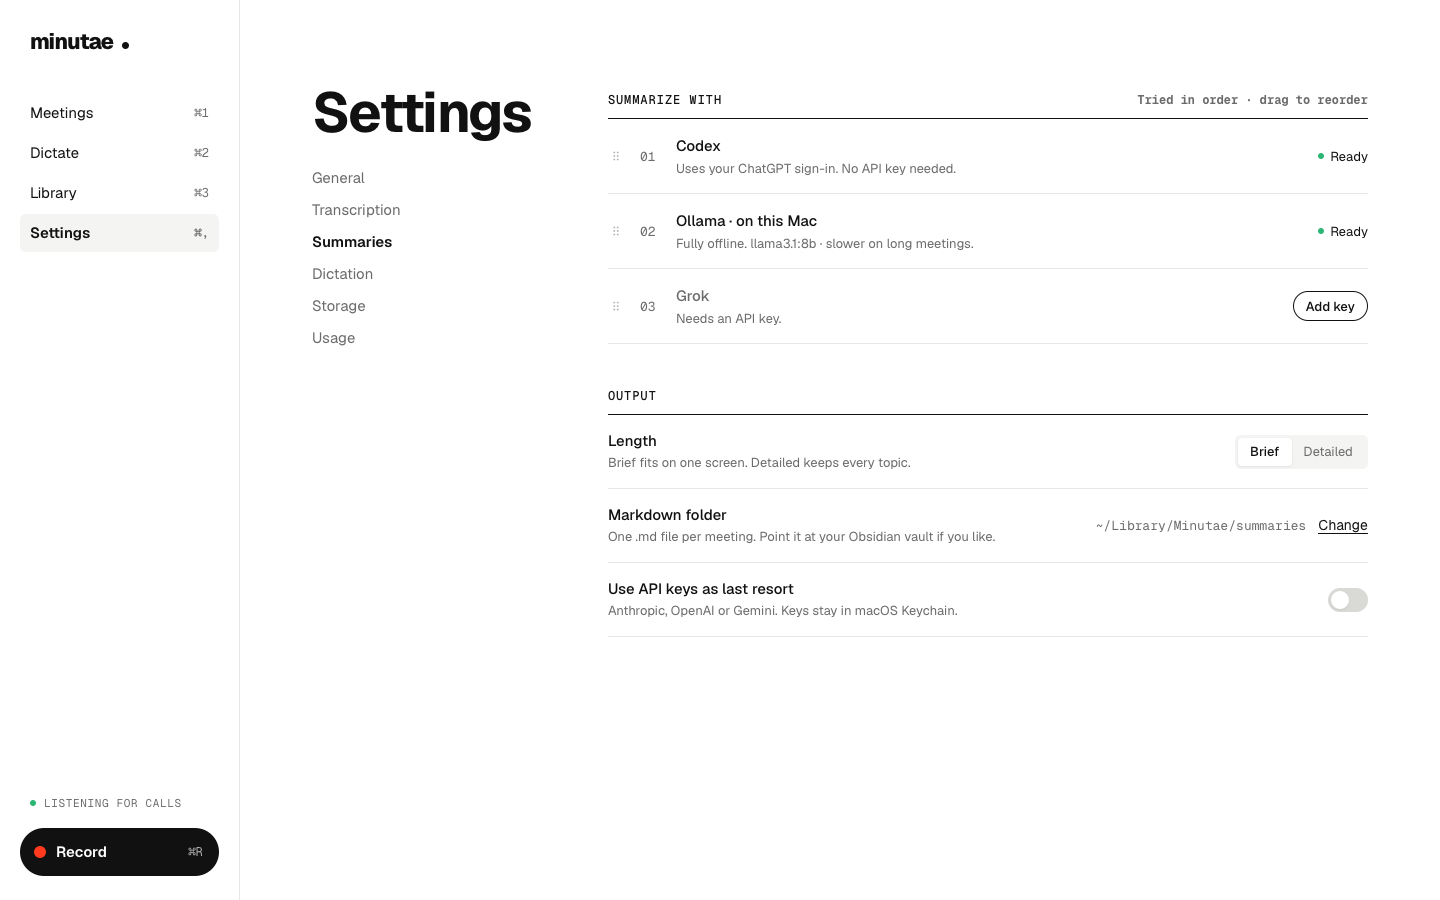 minutae
Meetings ⌘1
Dictate ⌘2
Library ⌘3
Settings ⌘,
LISTENING FOR CALLS
Record ⌘R
Settings
General
Transcription
Summaries
Dictation
Storage
Usage
SUMMARIZE WITH Tried in order · drag to reorder
01 Codex
Uses your ChatGPT sign-in. No API key needed.
Ready
02 Ollama · on this Mac
Fully offline. llama3.1:8b · slower on long meetings.
Ready
03 Grok
Needs an API key.
Add key
OUTPUT
Length
Brief fits on one screen. Detailed keeps every topic.
Brief Detailed
Markdown folder
One .md file per meeting. Point it at your Obsidian vault if you like.
~/Library/Minutae/summaries Change
Use API keys as last resort
Anthropic, OpenAI or Gemini. Keys stay in macOS Keychain.